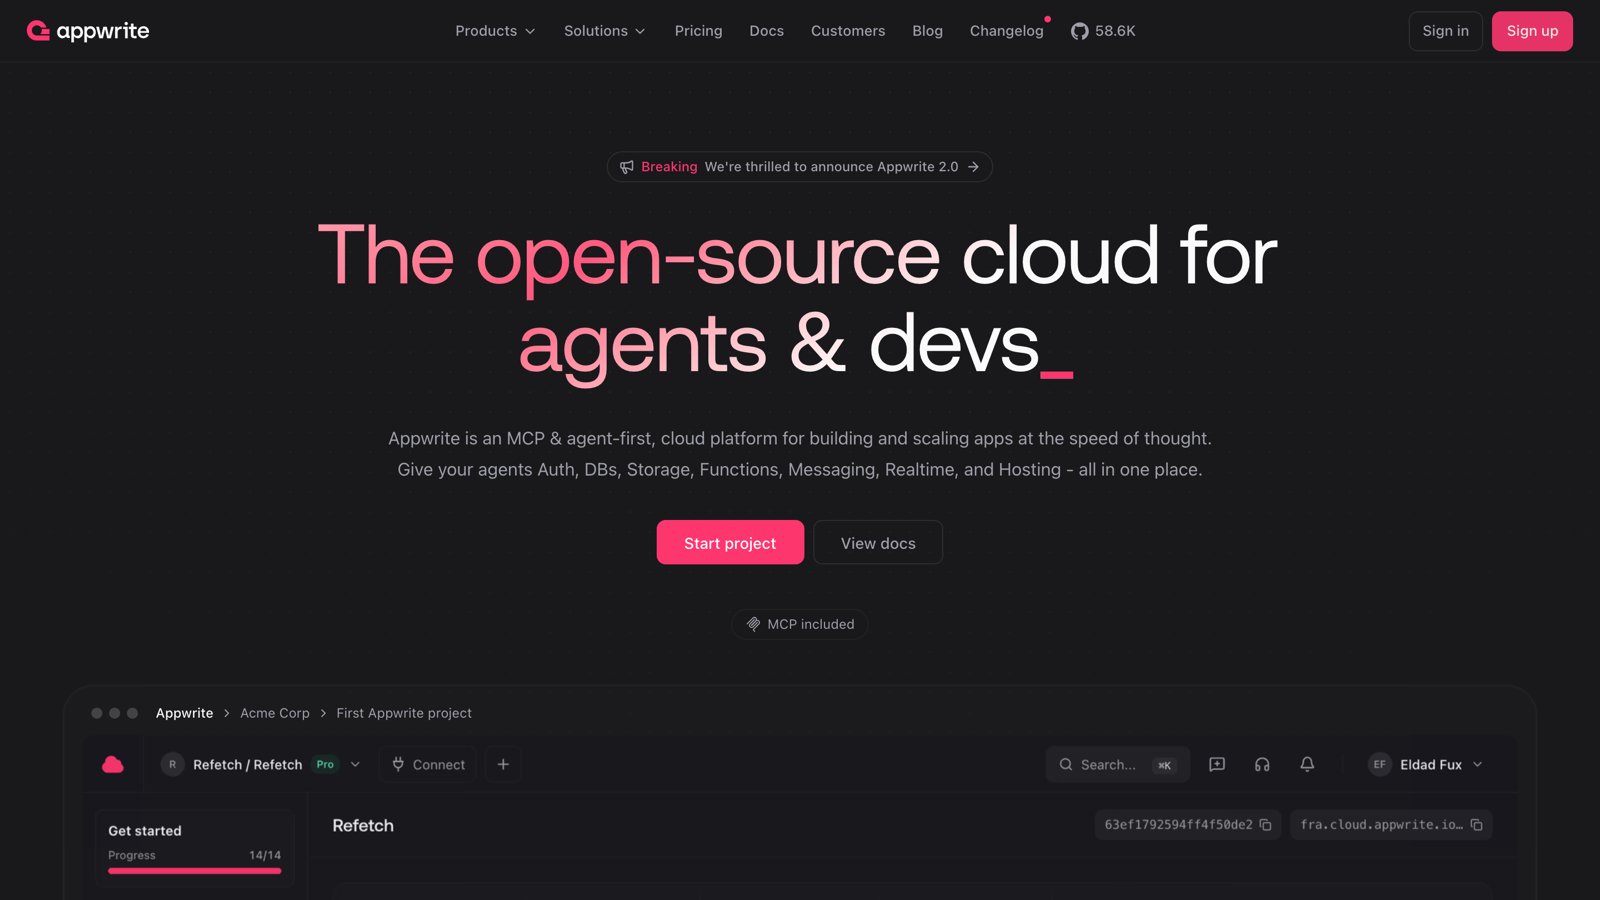 appwrite
Products
Solutions
Pricing
Docs
Customers
Blog
Changelog
58.6K
Sign in
Sign up
Breaking We're thrilled to announce Appwrite 2.0 →
The open-source cloud for
agents & devs_
Appwrite is an MCP & agent-first, cloud platform for building and scaling apps at the speed of thought.
Give your agents Auth, DBs, Storage, Functions, Messaging, Realtime, and Hosting - all in one place.
Start project
View docs
MCP included
Appwrite > Acme Corp > First Appwrite project
R Refetch / Refetch Pro
Connect
+
Search... ⌘K
EF Eldad Fux
Get started
Progress 14/14
Refetch
63ef1792594ff4f50de2
fra.cloud.appwrite.io…